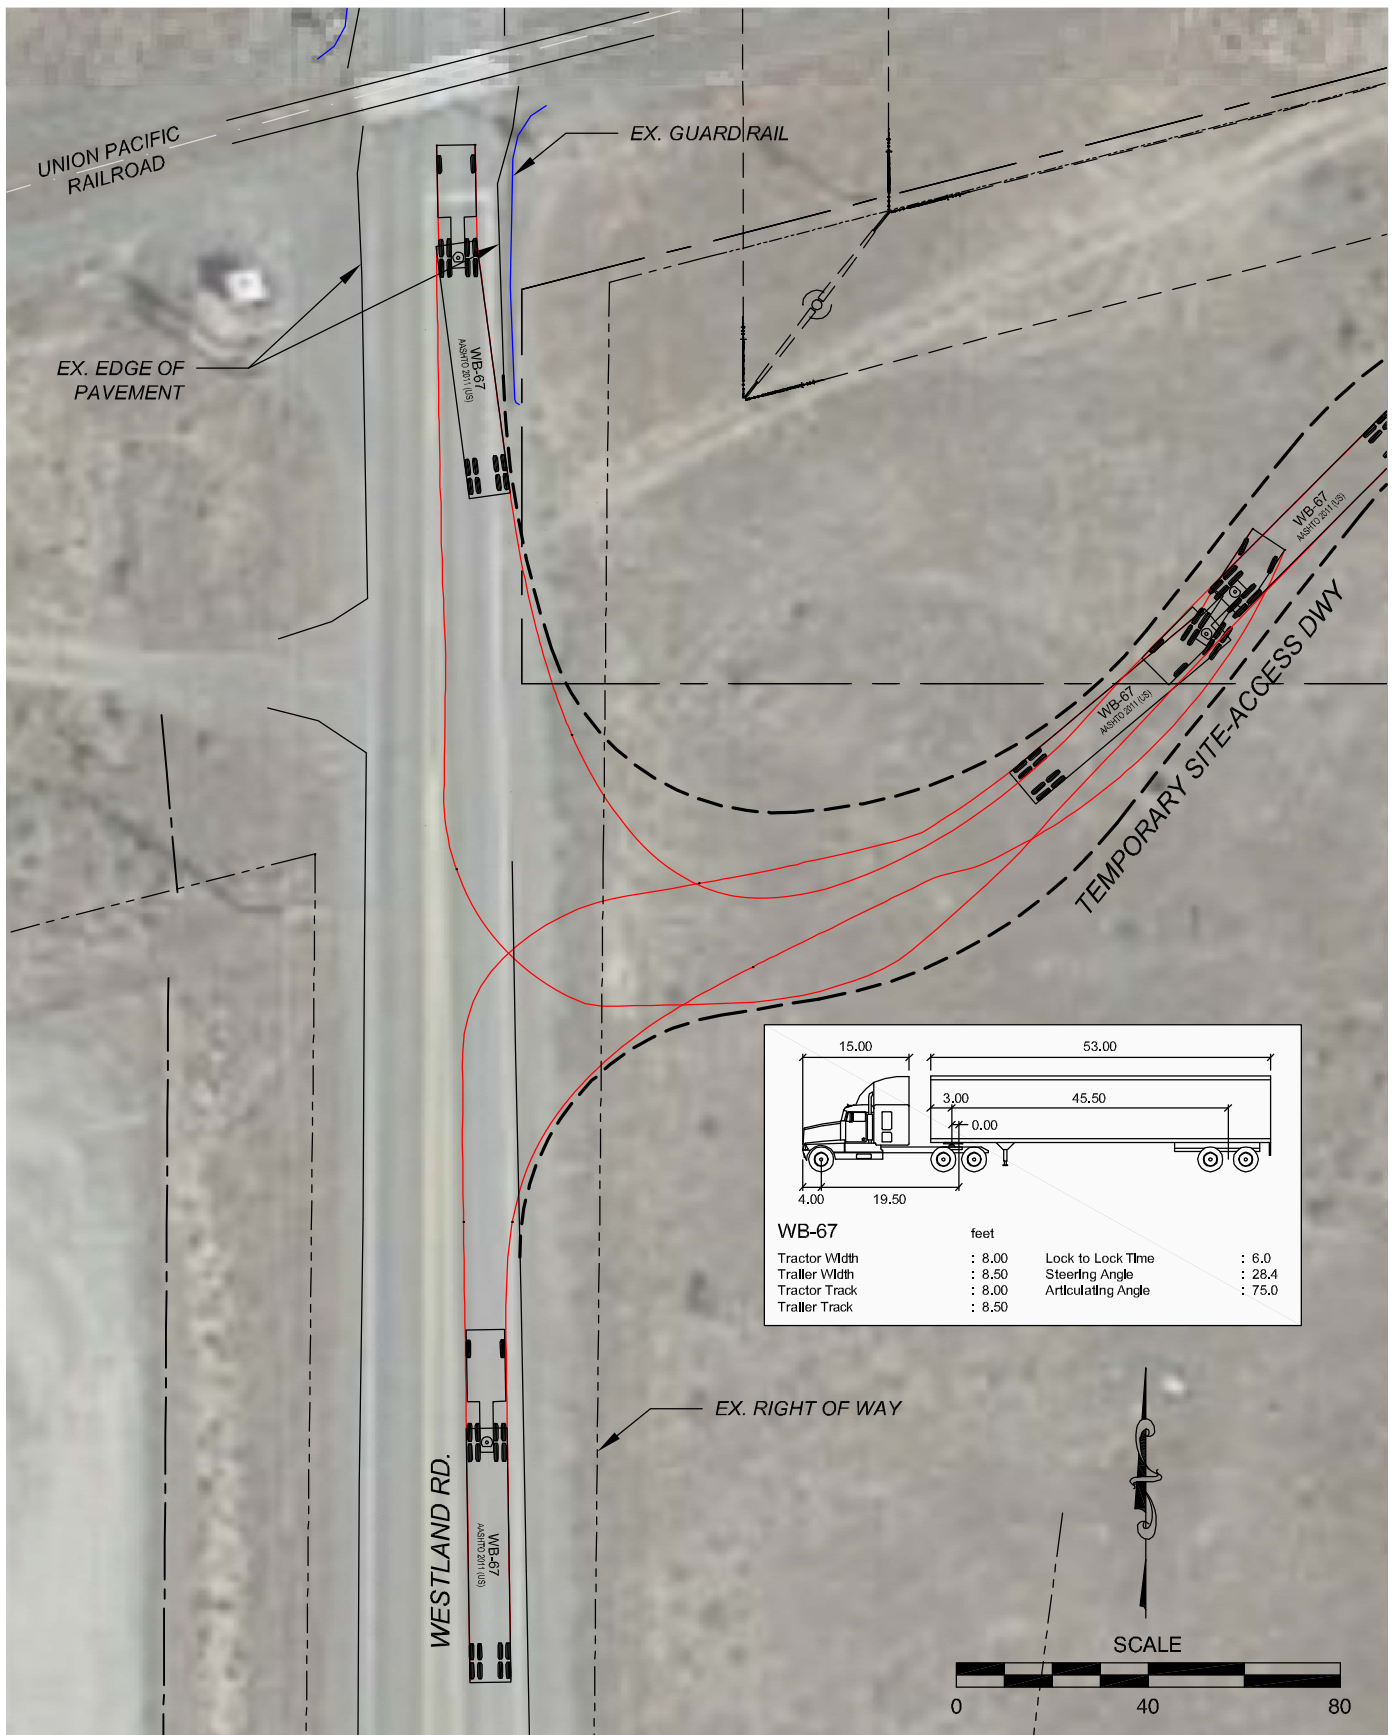 UNION PACIFIC
RAILROAD
EX. GUARDRAIL
EX. EDGE OF
PAVEMENT
WB-67
AASHTO 2011 (US)
WB-67
AASHTO 2011 (US)
WB-67
AASHTO 2011 (US)
TEMPORARY SITE-ACCESS DWY
15.00
53.00
3.00
45.50
0.00
4.00
19.50
WB-67
feet
Tractor Width : 8.00 Lock to Lock Time : 6.0
Trailer Width : 8.50 Steering Angle : 28.4
Tractor Track : 8.00 Articulating Angle : 75.0
Trailer Track : 8.50
EX. RIGHT OF WAY
WESTLAND RD.
WB-67
AASHTO 2011 (US)
SCALE
0 40 80